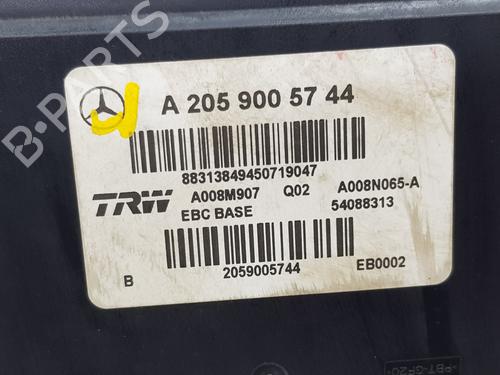 B-PARTS
A 205 900 57 44
88313849450719047
TRW
A008M907 Q02 A008N065-A
EBC BASE 54088313
2059005744
B EB0002